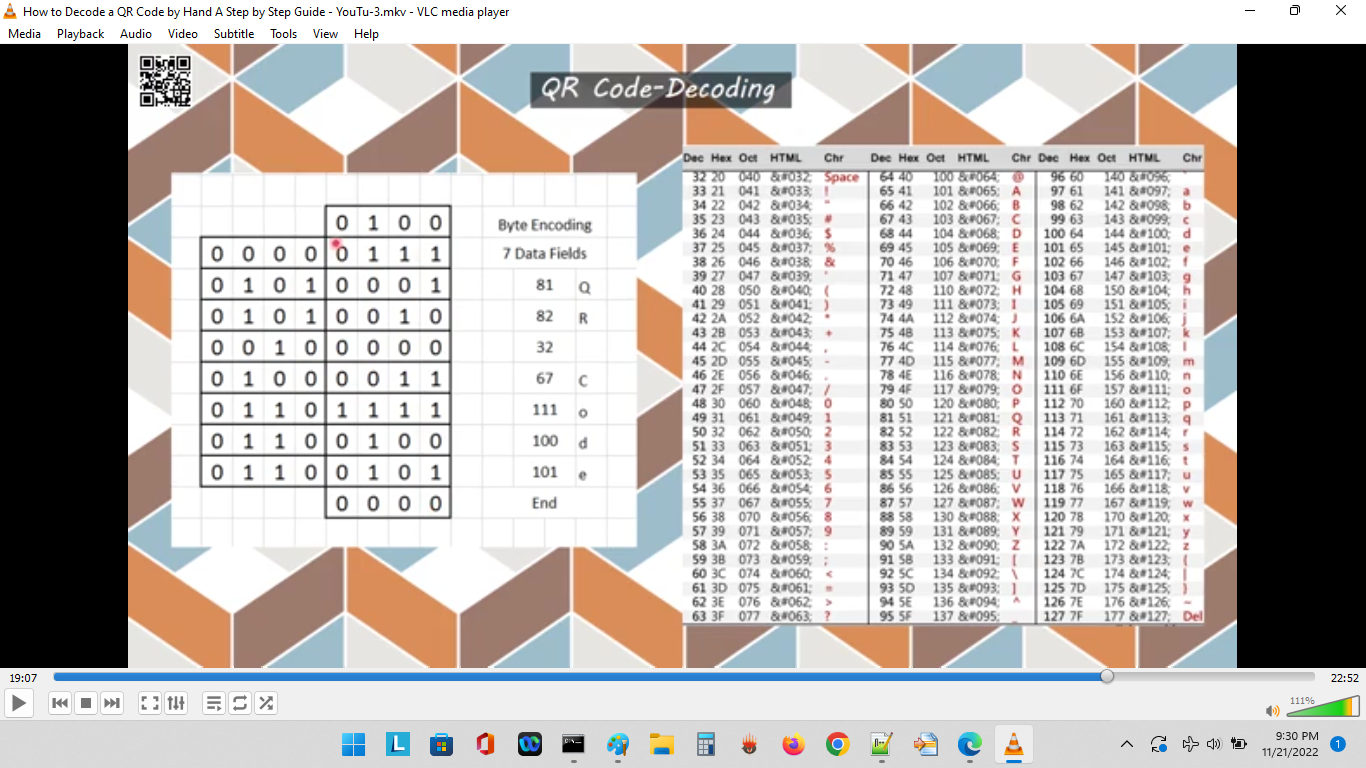 How to Decode a QR Code by Hand A Step by Step Guide - YouTu-3.mkv - VLC media player
Media Playback Audio Video Subtitle Tools View Help
QR Code-Decoding
0 1 0 0 Byte Encoding
0 0 0 0 0 1 1 1 7 Data Fields
0 1 0 1 0 0 0 1 81 Q
0 1 0 1 0 0 1 0 82 R
0 0 1 0 0 0 0 0 32
0 1 0 0 0 0 1 1 67 C
0 1 1 0 1 1 1 1 111 o
0 1 1 0 0 1 0 0 100 d
0 1 1 0 0 1 0 1 101 e
0 0 0 0 End
Dec Hex Oct HTML Chr Dec Hex Oct HTML Chr Dec Hex Oct HTML Chr
32 20 040 &#032; Space 64 40 100 &#064; @ 96 60 140 &#096; `
33 21 041 &#033; ! 65 41 101 &#065; A 97 61 141 &#097; a
34 22 042 &#034; " 66 42 102 &#066; B 98 62 142 &#098; b
35 23 043 &#035; # 67 43 103 &#067; C 99 63 143 &#099; c
36 24 044 &#036; $ 68 44 104 &#068; D 100 64 144 &#100; d
37 25 045 &#037; % 69 45 105 &#069; E 101 65 145 &#101; e
38 26 046 &#038; & 70 46 106 &#070; F 102 66 146 &#102; f
39 27 047 &#039; ' 71 47 107 &#071; G 103 67 147 &#103; g
40 28 050 &#040; ( 72 48 110 &#072; H 104 68 150 &#104; h
41 29 051 &#041; ) 73 49 111 &#073; I 105 69 151 &#105; i
42 2A 052 &#042; * 74 4A 112 &#074; J 106 6A 152 &#106; j
43 2B 053 &#043; + 75 4B 113 &#075; K 107 6B 153 &#107; k
44 2C 054 &#044; , 76 4C 114 &#076; L 108 6C 154 &#108; l
45 2D 055 &#045; - 77 4D 115 &#077; M 109 6D 155 &#109; m
46 2E 056 &#046; . 78 4E 116 &#078; N 110 6E 156 &#110; n
47 2F 057 &#047; / 79 4F 117 &#079; O 111 6F 157 &#111; o
48 30 060 &#048; 0 80 50 120 &#080; P 112 70 160 &#112; p
49 31 061 &#049; 1 81 51 121 &#081; Q 113 71 161 &#113; q
50 32 062 &#050; 2 82 52 122 &#082; R 114 72 162 &#114; r
51 33 063 &#051; 3 83 53 123 &#083; S 115 73 163 &#115; s
52 34 064 &#052; 4 84 54 124 &#084; T 116 74 164 &#116; t
53 35 065 &#053; 5 85 55 125 &#085; U 117 75 165 &#117; u
54 36 066 &#054; 6 86 56 126 &#086; V 118 76 166 &#118; v
55 37 067 &#055; 7 87 57 127 &#087; W 119 77 167 &#119; w
56 38 070 &#056; 8 88 58 130 &#088; X 120 78 170 &#120; x
57 39 071 &#057; 9 89 59 131 &#089; Y 121 79 171 &#121; y
58 3A 072 &#058; : 90 5A 132 &#090; Z 122 7A 172 &#122; z
59 3B 073 &#059; ; 91 5B 133 &#091; [ 123 7B 173 &#123; {
60 3C 074 &#060; < 92 5C 134 &#092; \ 124 7C 174 &#124; |
61 3D 075 &#061; = 93 5D 135 &#093; ] 125 7D 175 &#125; }
62 3E 076 &#062; > 94 5E 136 &#094; ^ 126 7E 176 &#126; ~
63 3F 077 &#063; ? 95 5F 137 &#095; _ 127 7F 177 &#127; Del
19:07 22:52
111%
L
9:30 PM
11/21/2022 1